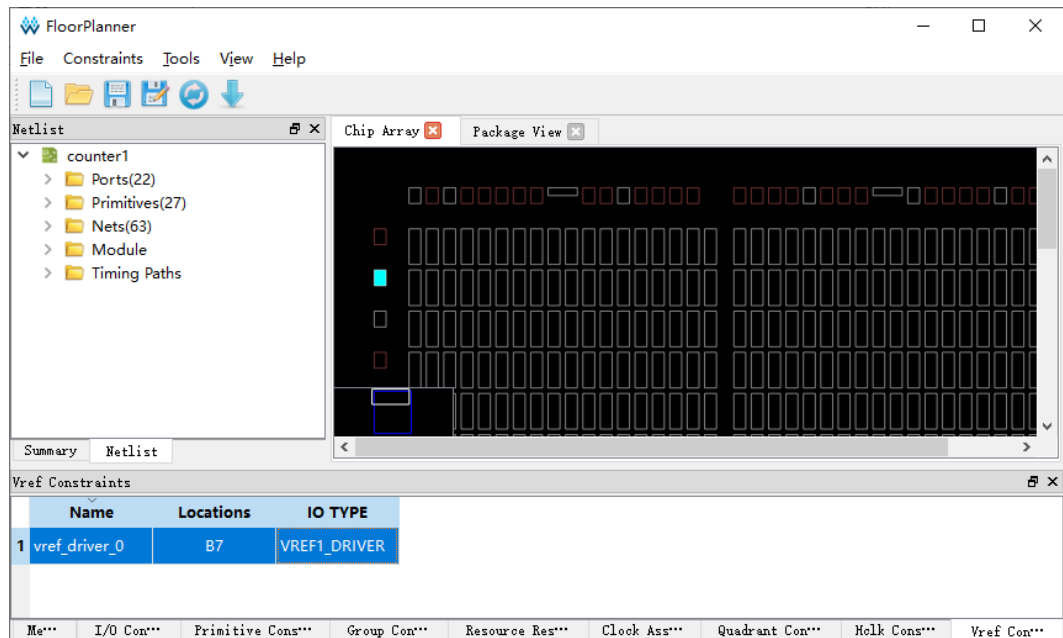 FloorPlanner
File Constraints Tools View Help
Netlist
counter1
Ports(22)
Primitives(27)
Nets(63)
Module
Timing Paths
Summary Netlist
Chip Array Package View
Vref Constraints
Name Locations IO TYPE
1 vref_driver_0 B7 VREF1_DRIVER
Me··· I/O Con··· Primitive Cons··· Group Con··· Resource Res··· Clock Ass··· Quadrant Con··· Hclk Cons··· Vref Con···